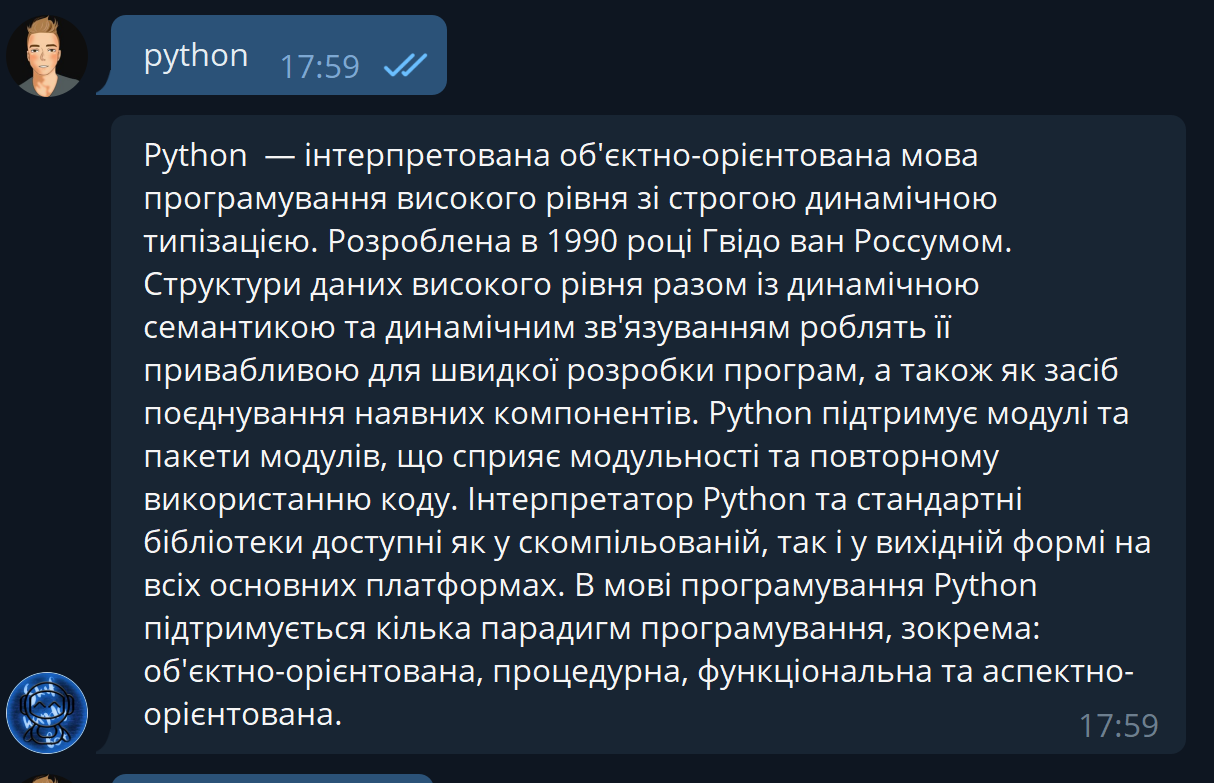 python 17:59
Python — інтерпретована об'єктно-орієнтована мова
програмування високого рівня зі строгою динамічною
типізацією. Розроблена в 1990 році Гвідо ван Россумом.
Структури даних високого рівня разом із динамічною
семантикою та динамічним зв'язуванням роблять її
привабливою для швидкої розробки програм, а також як засіб
поєднування наявних компонентів. Python підтримує модулі та
пакети модулів, що сприяє модульності та повторному
використанню коду. Інтерпретатор Python та стандартні
бібліотеки доступні як у скомпільованій, так і у вихідній формі на
всіх основних платформах. В мові програмування Python
підтримується кілька парадигм програмування, зокрема:
об'єктно-орієнтована, процедурна, функціональна та аспектно-
орієнтована.
17:59